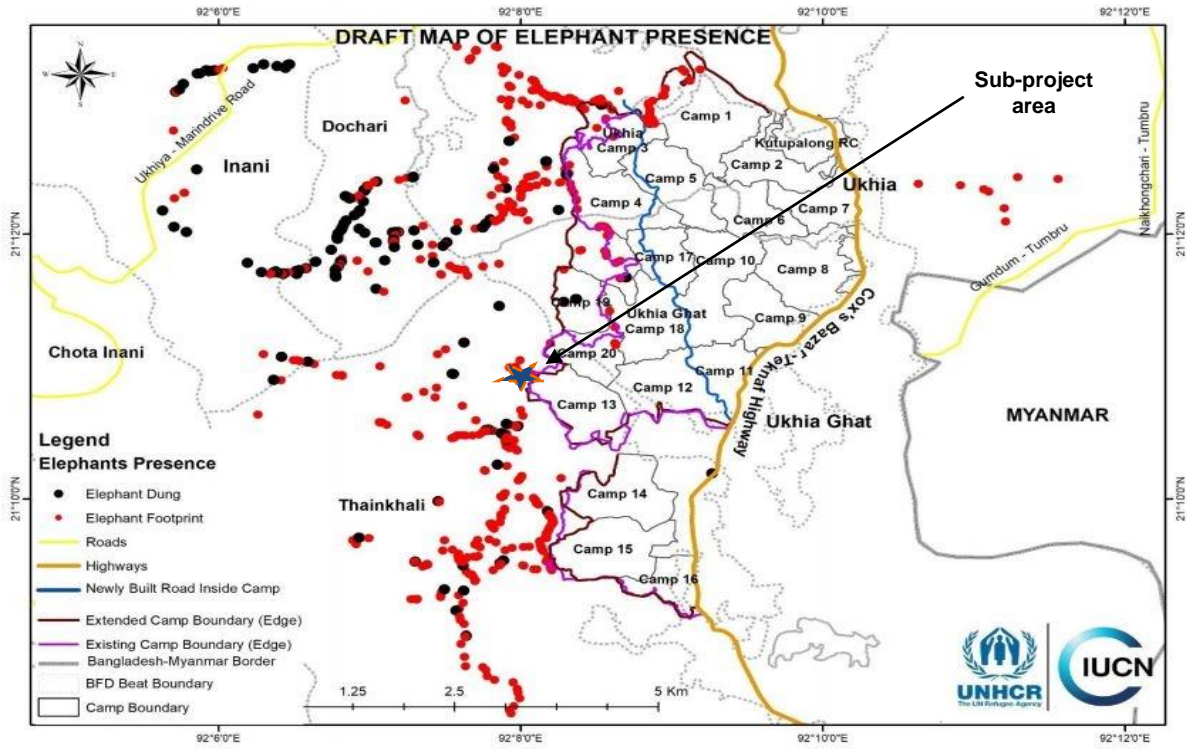 92°6'0"E
92°8'0"E
92°10'0"E
92°12'0"E
DRAFT MAP OF ELEPHANT PRESENCE
N
W
E
S
Sub-project
area
Ukhiya - Marindrive Road
Dochari
Inani
Chota Inani
Thainkhali
Camp 1
Ukhia
Camp 3
Kutupalong RC
Camp 2
Camp 5
Ukhia
Camp 4
Camp 7
Camp 6
Camp 17
Camp 10
Camp 8
Camp 19
Ukhia Ghat
Camp 18
Camp 9
Camp 20
Camp 11
Camp 12
Camp 13
Camp 14
Camp 15
Camp 16
Cox's Bazar-Teknaf Highway
Ukhia Ghat
Gumdum - Tumbru
Naikhongchari - Tumbru
MYANMAR
21°12'0"N
21°10'0"N
21°12'0"N
21°10'0"N
Legend
Elephants Presence
Elephant Dung
Elephant Footprint
Roads
Highways
Newly Built Road Inside Camp
Extended Camp Boundary (Edge)
Existing Camp Boundary (Edge)
Bangladesh-Myanmar Border
BFD Beat Boundary
Camp Boundary
1.25
2.5
5 Km
UNHCR
The UN Refugee Agency
IUCN
92°6'0"E
92°8'0"E
92°10'0"E
92°12'0"E